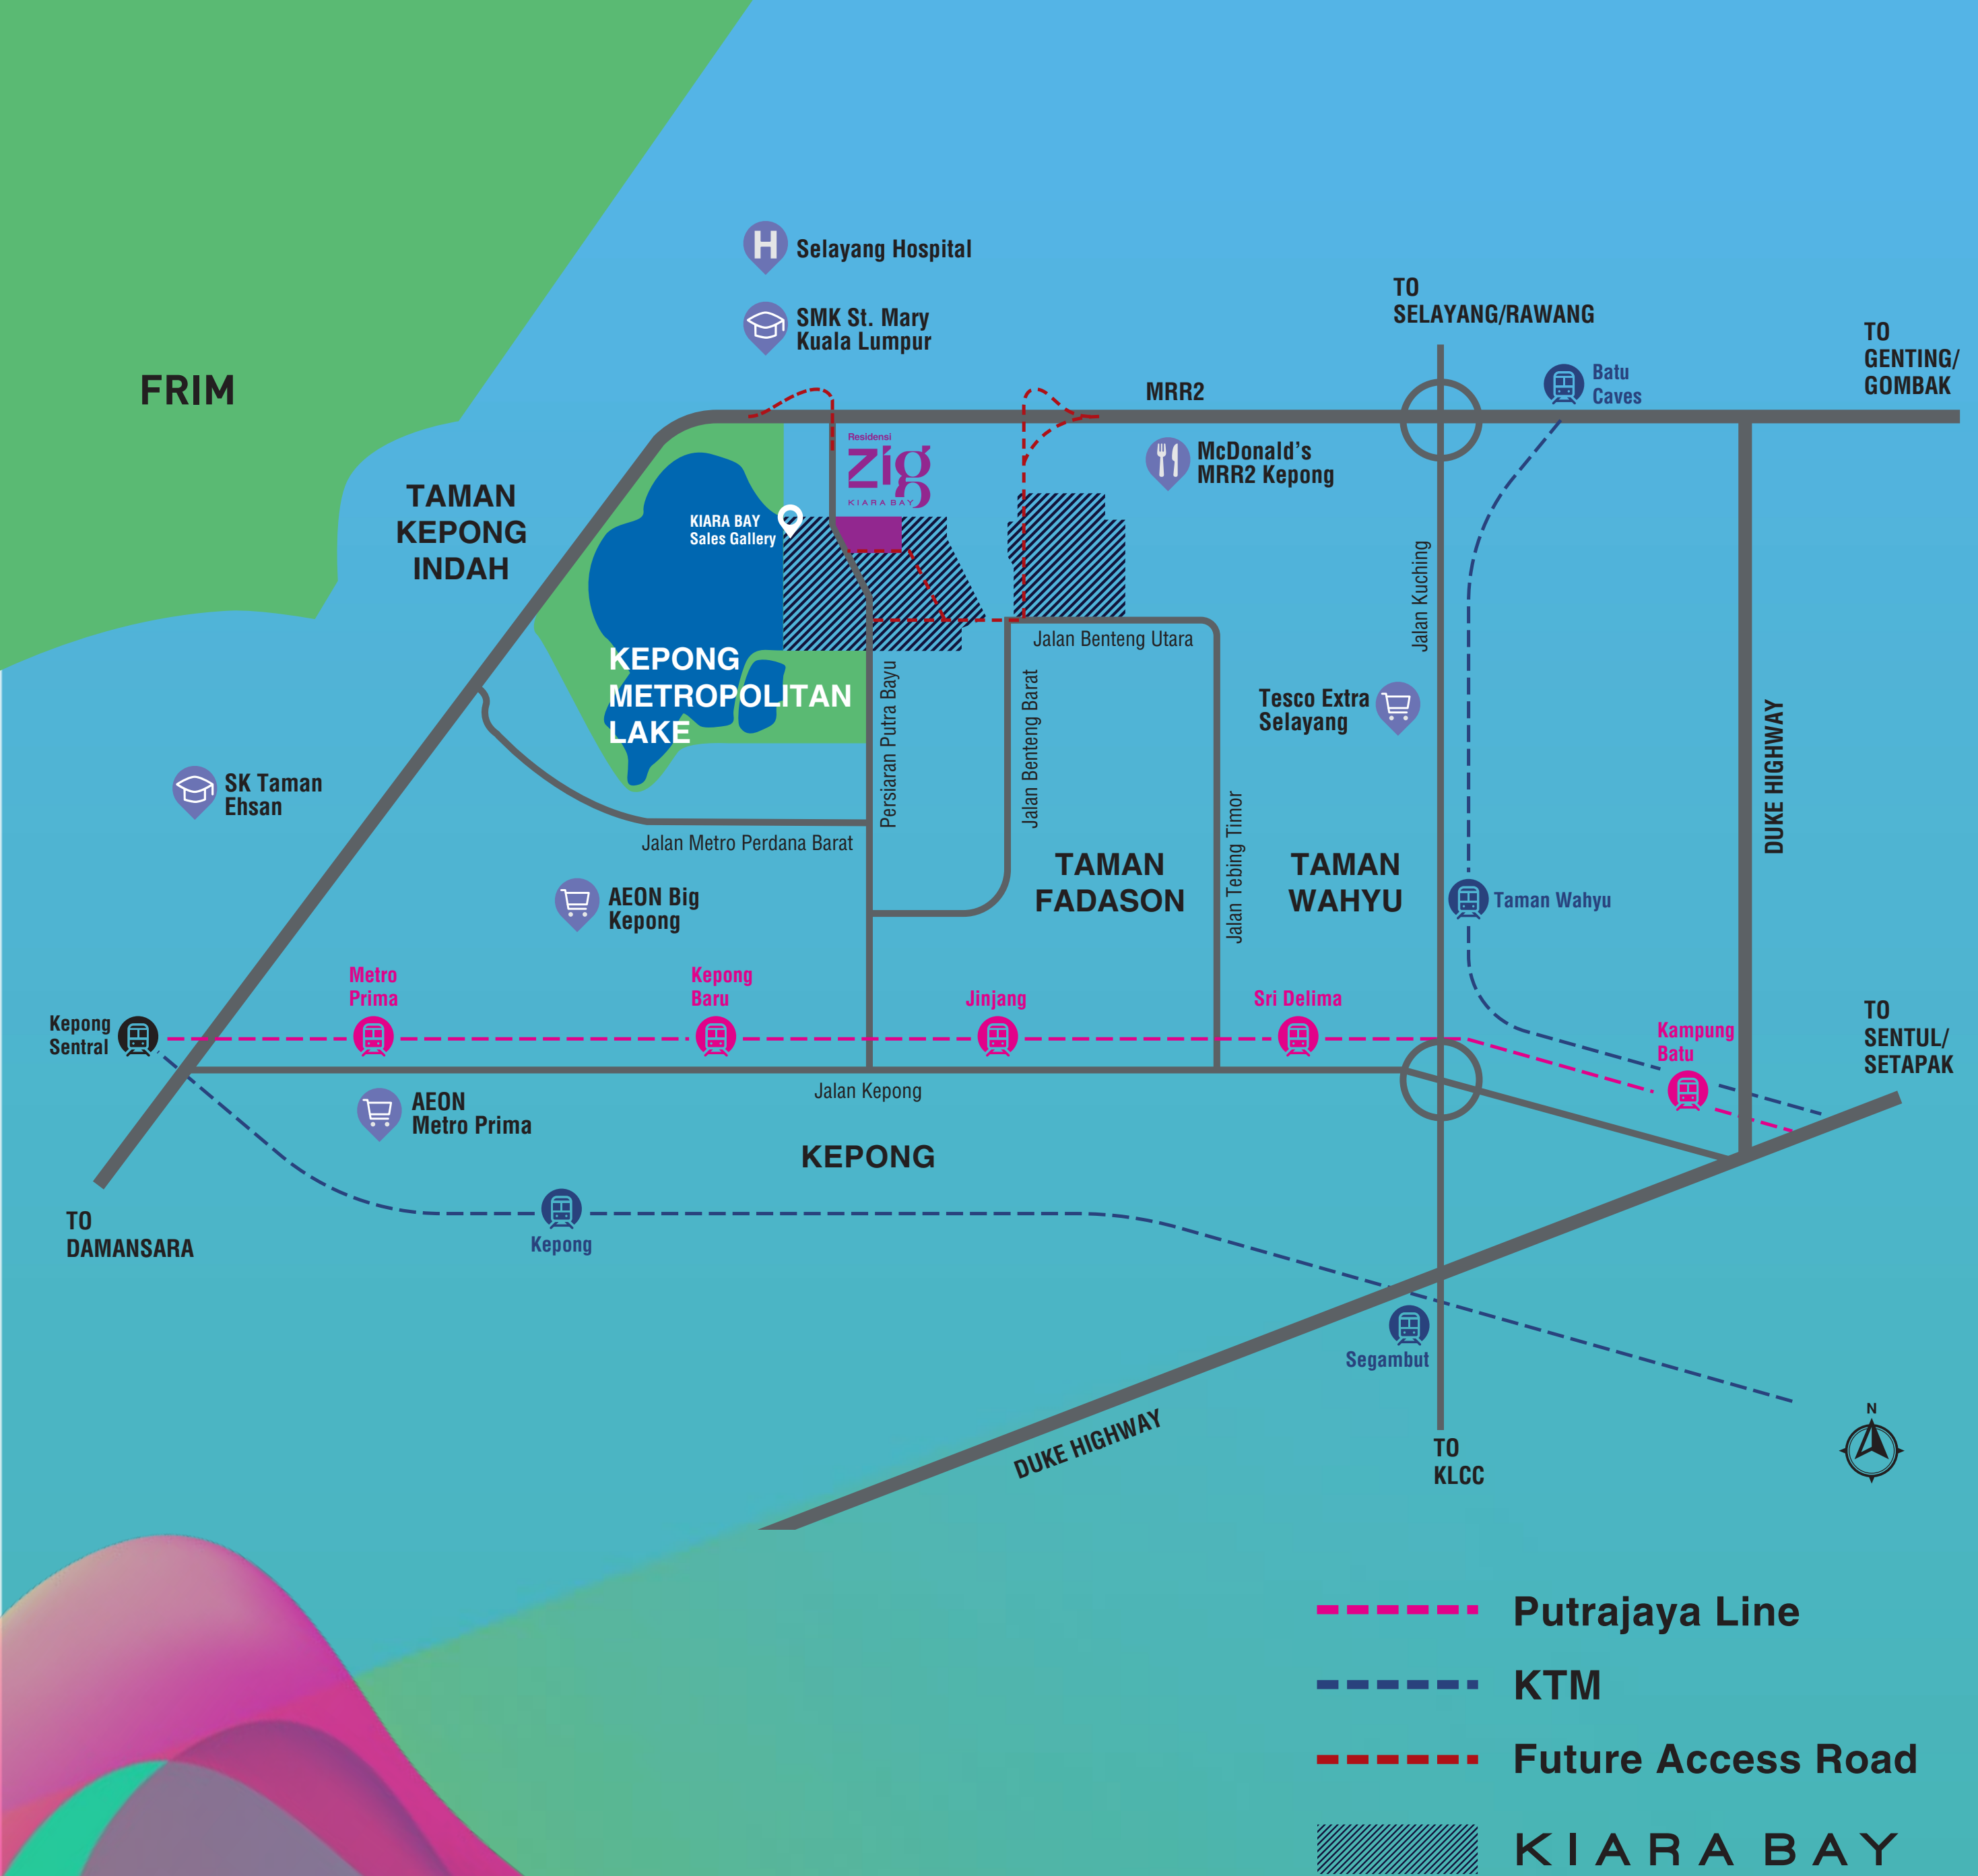 Selayang Hospital
SMK St. Mary
Kuala Lumpur
TO
SELAYANG/RAWANG
TO
GENTING/
GOMBAK
FRIM
MRR2
Batu
Caves
Residensi
Zig
KIARA BAY
McDonald’s
MRR2 Kepong
TAMAN
KEPONG
INDAH
KIARA BAY
Sales Gallery
Jalan Kuching
Jalan Benteng Utara
KEPONG
METROPOLITAN
LAKE
Persiaran Putra Bayu
Jalan Benteng Barat
Tesco Extra
Selayang
DUKE HIGHWAY
SK Taman
Ehsan
Jalan Metro Perdana Barat
Jalan Tebing Timor
TAMAN
FADASON
TAMAN
WAHYU
Taman Wahyu
AEON Big
Kepong
Metro
Prima
Kepong
Baru
Jinjang
Sri Delima
Kepong
Sentral
Kampung
Batu
TO
SENTUL/
SETAPAK
Jalan Kepong
AEON
Metro Prima
KEPONG
TO
DAMANSARA
Kepong
Segambut
DUKE HIGHWAY
TO
KLCC
N
Putrajaya Line
KTM
Future Access Road
KIARA BAY